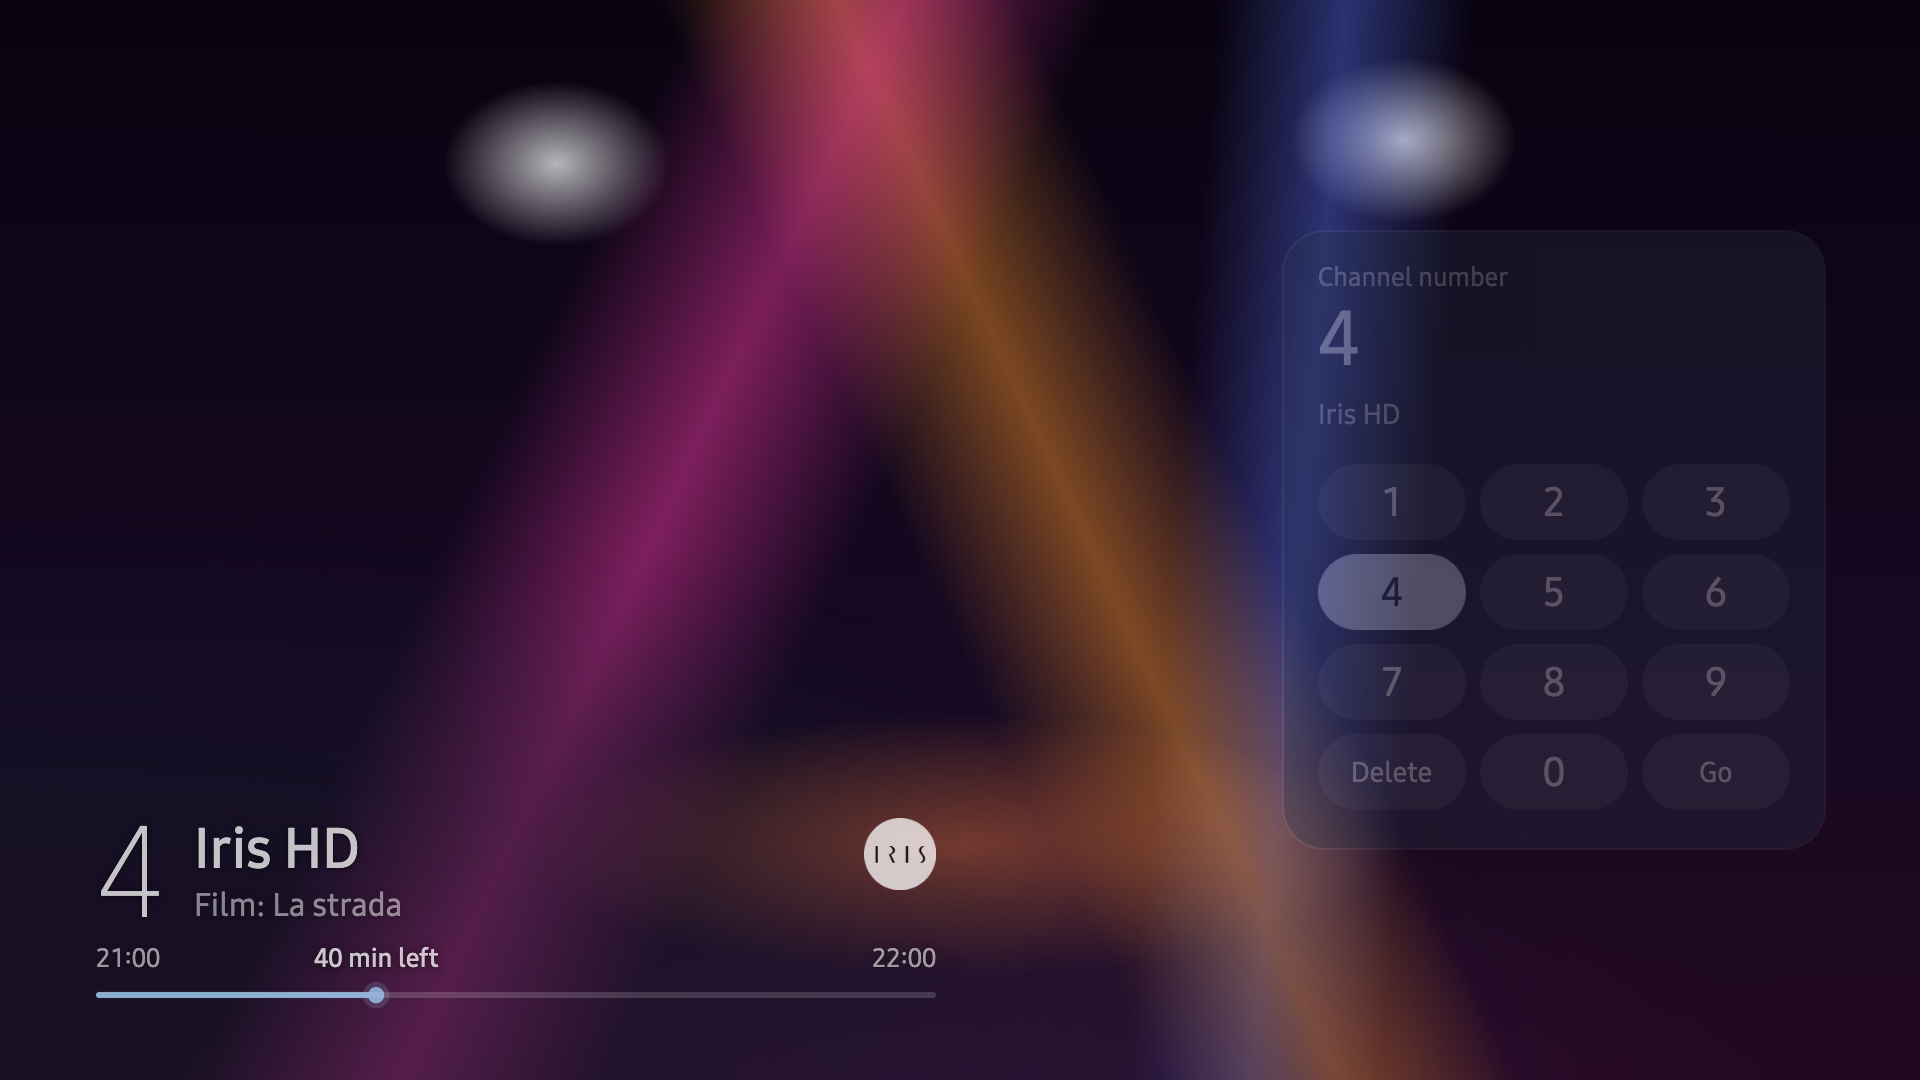 Channel number
4
Iris HD
1 2 3
4 5 6
7 8 9
Delete 0 Go
4 Iris HD
Film: La strada
IRIS
21:00 40 min left 22:00